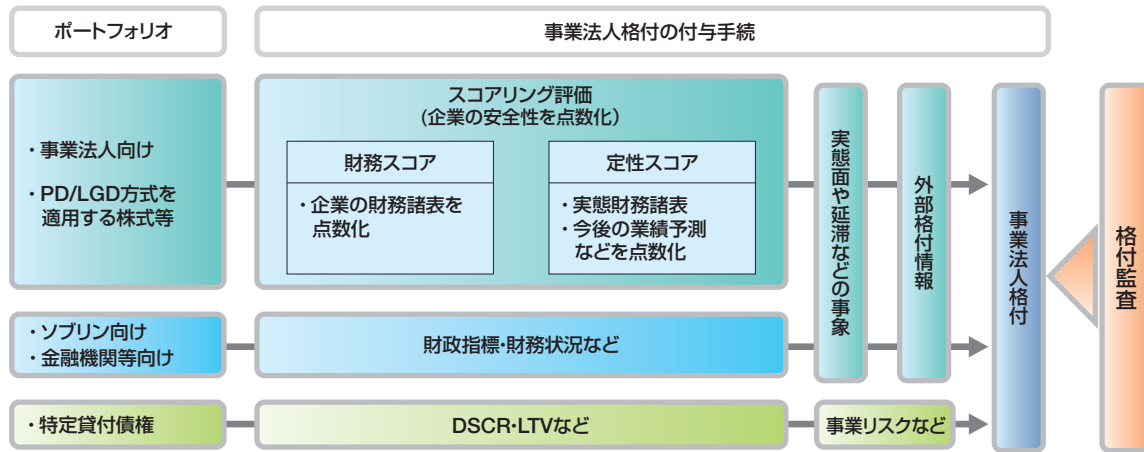 ポートフォリオ
事業法人格付の付与手続
・事業法人向け
・PD/LGD方式を
適用する株式等
スコアリング評価
(企業の安全性を点数化)
財務スコア
・企業の財務諸表を
点数化
定性スコア
・実態財務諸表
・今後の業績予測
などを点数化
実態面や延滞などの事象
外部格付情報
事業法人格付
格付監査
・ソブリン向け
・金融機関等向け
財政指標・財務状況など
・特定貸付債権
DSCR・LTVなど
事業リスクなど